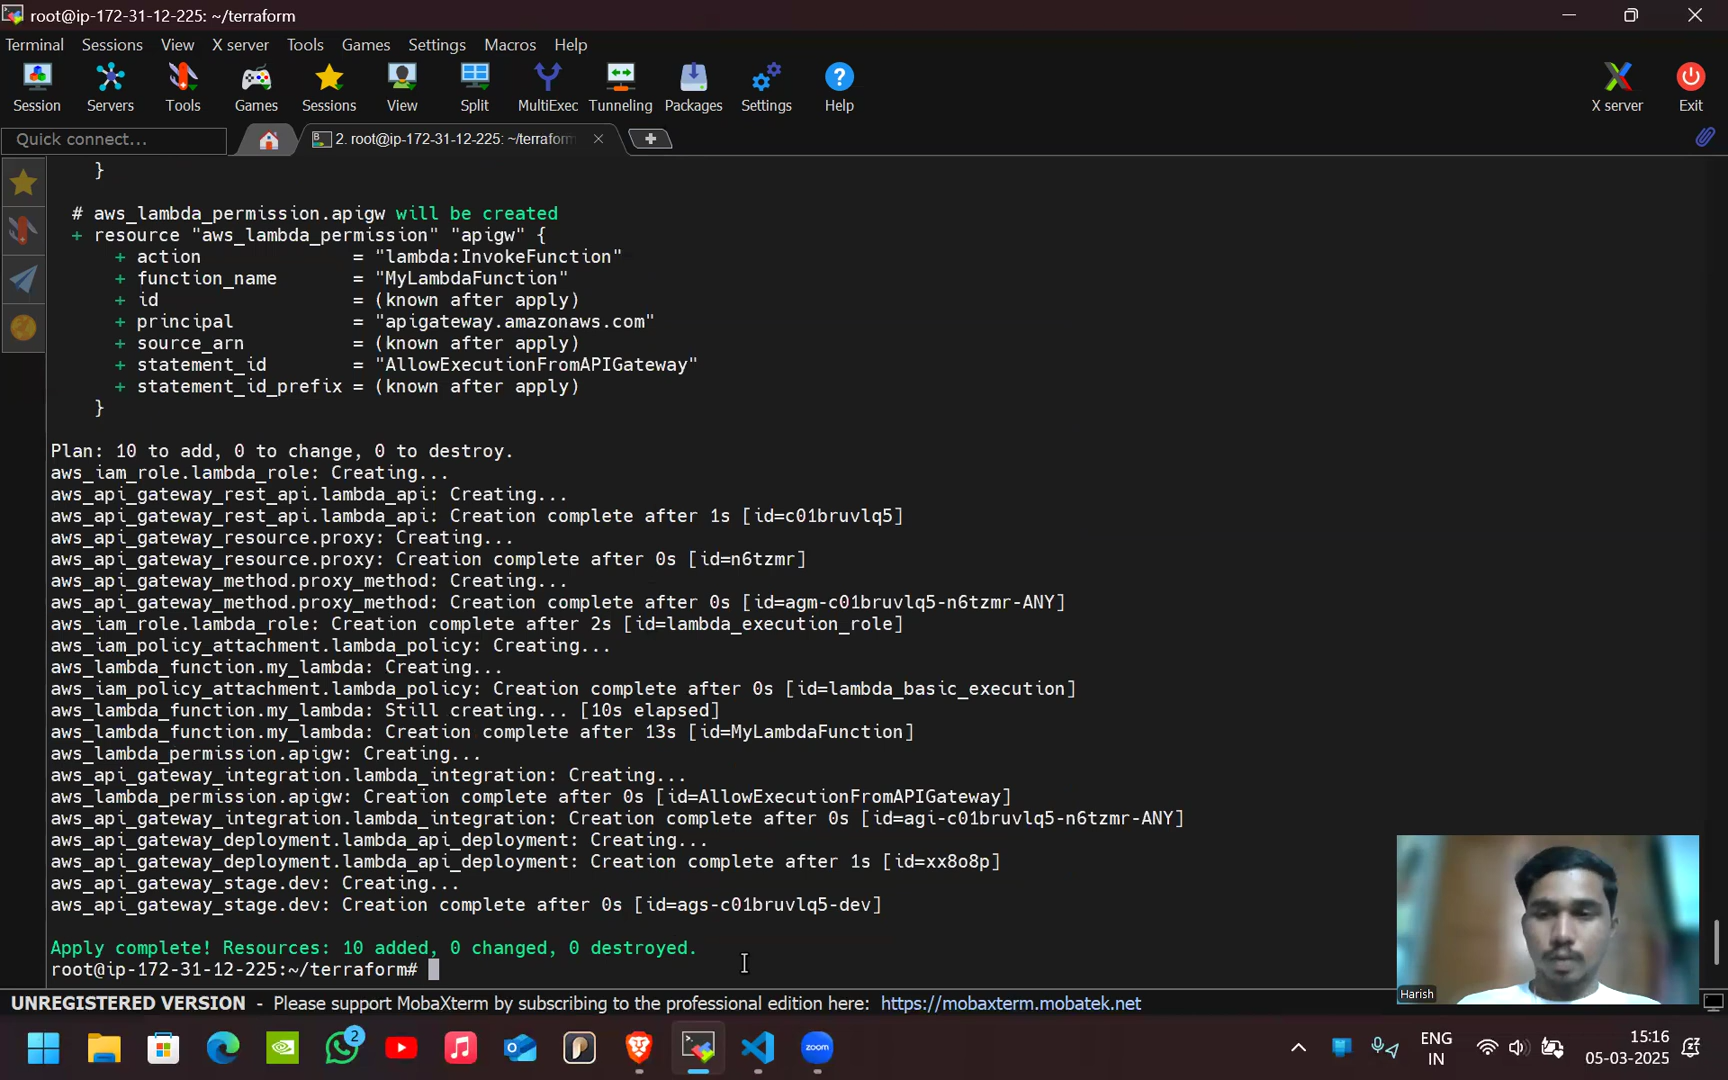 root@ip-172-31-12-225: ~/terraform
Terminal Sessions View X server Tools Games Settings Macros Help
Session Servers Tools Games Sessions View Split MultiExec Tunneling Packages Settings Help X server Exit
Quick connect... 2. root@ip-172-31-12-225: ~/terraform
}
# aws_lambda_permission.apigw will be created
+ resource "aws_lambda_permission" "apigw" {
+ action = "lambda:InvokeFunction"
+ function_name = "MyLambdaFunction"
+ id = (known after apply)
+ principal = "apigateway.amazonaws.com"
+ source_arn = (known after apply)
+ statement_id = "AllowExecutionFromAPIGateway"
+ statement_id_prefix = (known after apply)
}
Plan: 10 to add, 0 to change, 0 to destroy.
aws_iam_role.lambda_role: Creating...
aws_api_gateway_rest_api.lambda_api: Creating...
aws_api_gateway_rest_api.lambda_api: Creation complete after 1s [id=c01bruvlq5]
aws_api_gateway_resource.proxy: Creating...
aws_api_gateway_resource.proxy: Creation complete after 0s [id=n6tzmr]
aws_api_gateway_method.proxy_method: Creating...
aws_api_gateway_method.proxy_method: Creation complete after 0s [id=agm-c01bruvlq5-n6tzmr-ANY]
aws_iam_role.lambda_role: Creation complete after 2s [id=lambda_execution_role]
aws_iam_policy_attachment.lambda_policy: Creating...
aws_lambda_function.my_lambda: Creating...
aws_iam_policy_attachment.lambda_policy: Creation complete after 0s [id=lambda_basic_execution]
aws_lambda_function.my_lambda: Still creating... [10s elapsed]
aws_lambda_function.my_lambda: Creation complete after 13s [id=MyLambdaFunction]
aws_lambda_permission.apigw: Creating...
aws_api_gateway_integration.lambda_integration: Creating...
aws_lambda_permission.apigw: Creation complete after 0s [id=AllowExecutionFromAPIGateway]
aws_api_gateway_integration.lambda_integration: Creation complete after 0s [id=agi-c01bruvlq5-n6tzmr-ANY]
aws_api_gateway_deployment.lambda_api_deployment: Creating...
aws_api_gateway_deployment.lambda_api_deployment: Creation complete after 1s [id=xx8o8p]
aws_api_gateway_stage.dev: Creating...
aws_api_gateway_stage.dev: Creation complete after 0s [id=ags-c01bruvlq5-dev]
Apply complete! Resources: 10 added, 0 changed, 0 destroyed.
root@ip-172-31-12-225:~/terraform#
Harish
UNREGISTERED VERSION - Please support MobaXterm by subscribing to the professional edition here: https://mobaxterm.mobatek.net
2
zoom
ENG
IN
15:16
05-03-2025